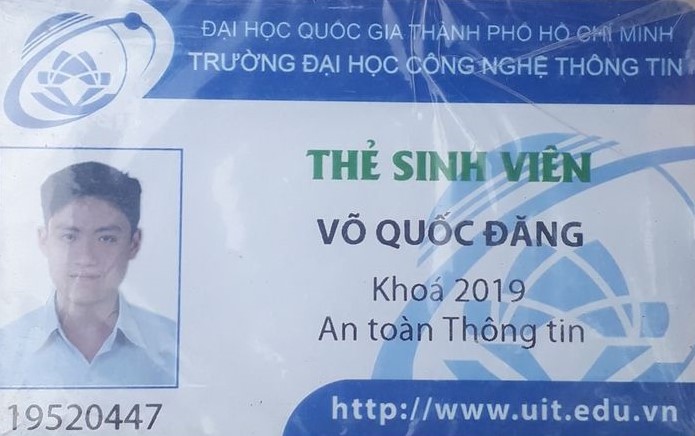 ĐẠI HỌC QUỐC GIA THÀNH PHỐ HỒ CHÍ MINH
TRƯỜNG ĐẠI HỌC CÔNG NGHỆ THÔNG TIN
THẺ SINH VIÊN
VÕ QUỐC ĐĂNG
Khoá 2019
An toàn Thông tin
19520447
http://www.uit.edu.vn